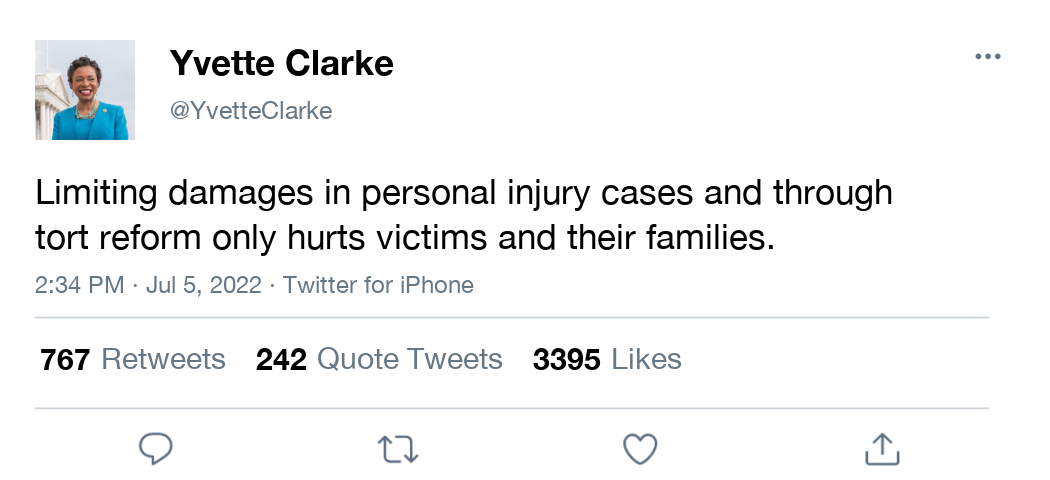 Yvette Clarke
@YvetteClarke
Limiting damages in personal injury cases and through
tort reform only hurts victims and their families.
2:34 PM · Jul 5, 2022 · Twitter for iPhone
767 Retweets 242 Quote Tweets 3395 Likes